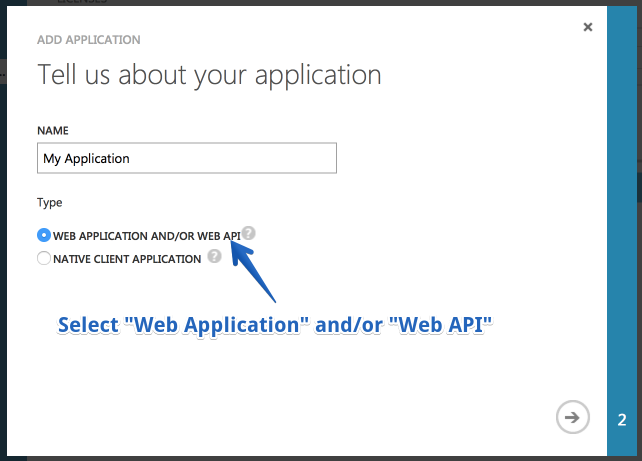 Licenses
ADD APPLICATION
Tell us about your application
NAME
My Application
Type
WEB APPLICATION AND/OR WEB API ?
NATIVE CLIENT APPLICATION ?
Select "Web Application" and/or "Web API"
2